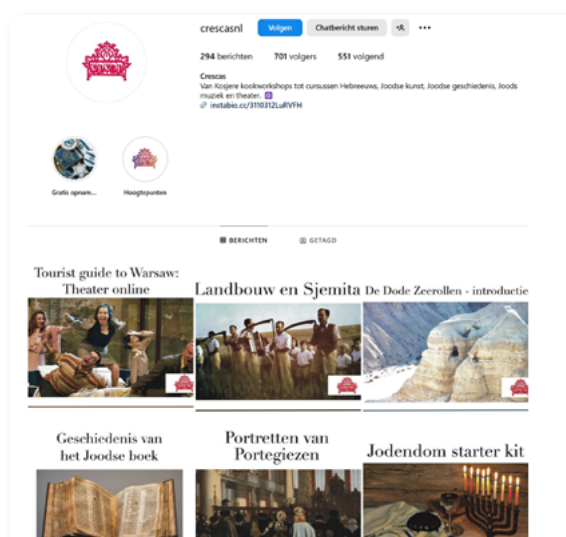 crescasnl Volgen Chatbericht sturen
294 berichten 701 volgers 551 volgend
Crescas
Van Kosjere kookworkshops tot cursussen Hebreeuws, Joodse kunst, Joodse geschiedenis, Joods
muziek en theater.
instabio.cc/3110312LuRVFH
Gratis opnam... Hoogtepunten
BERICHTEN GETAGD
Tourist guide to Warsaw:
Theater online
Landbouw en Sjemita
De Dode Zeerollen - introductie
Geschiedenis van
het Joodse boek
Portretten van
Portegiezen
Jodendom starter kit